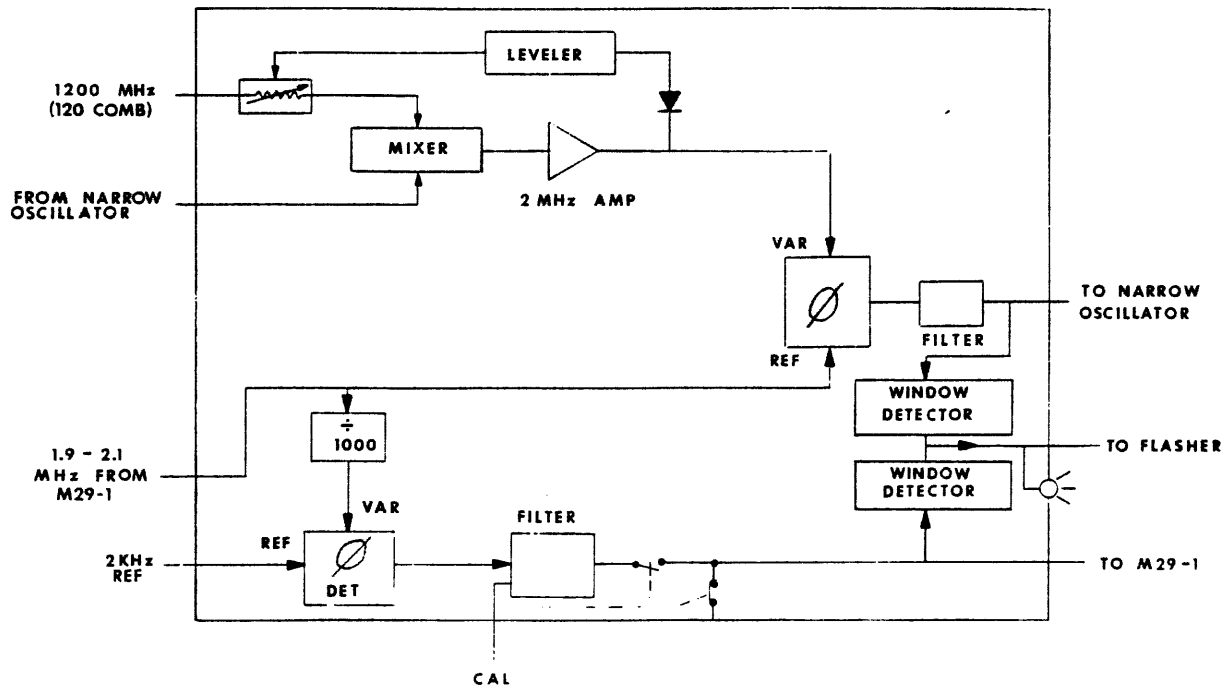 LEVELER
1200 MHz
(120 COMB)
MIXER
2 MHz AMP
FROM NARROW
OSCILLATOR
VAR
Ø
REF
FILTER
TO NARROW
OSCILLATOR
WINDOW
DETECTOR
÷
1000
TO FLASHER
1.9 - 2.1
MHz FROM
M29-1
WINDOW
DETECTOR
VAR
FILTER
REF
Ø
DET
2KHz
REF
TO M29-1
CAL